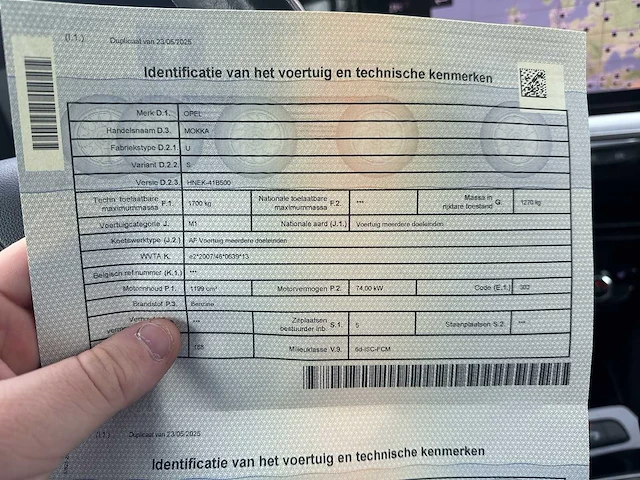 (I.1.) Duplicaat van 23/05/2025
Identificatie van het voertuig en technische kenmerken
Merk D.1. OPEL
Handelsnaam D.3. MOKKA
Fabriekstype D.2.1. U
Variant D.2.2. S
Versie D.2.3. HNEK-41B500
Techn. toelaatbare maximummassa F.1. 1700 kg Nationale toelaatbare maximummassa F.2. *** Massa in rijklare toestand G. 1270 kg
Voertuigcategorie J. M1 Nationale aard (J.1.) Voertuig meerdere doeleinden
Koetswerktype (J.2.) AF Voertuig meerdere doeleinden
WVTA K. e2*2007/46*0639*13
Belgisch ref.nummer (K.1.) ***
Motorinhoud P.1. 1199 cm³ Motorvermogen P.2. 74,00 kW Code (E.1.) 303
Brandstof P.3. Benzine
*** Zitplaatsen bestuurder inb. S.1. 5 Staanplaatsen S.2. ***
Milieuklasse V.9. 6d-ISC-FCM
(I.1.) Duplicaat van 23/05/2025
Identificatie van het voertuig en technische kenmerken